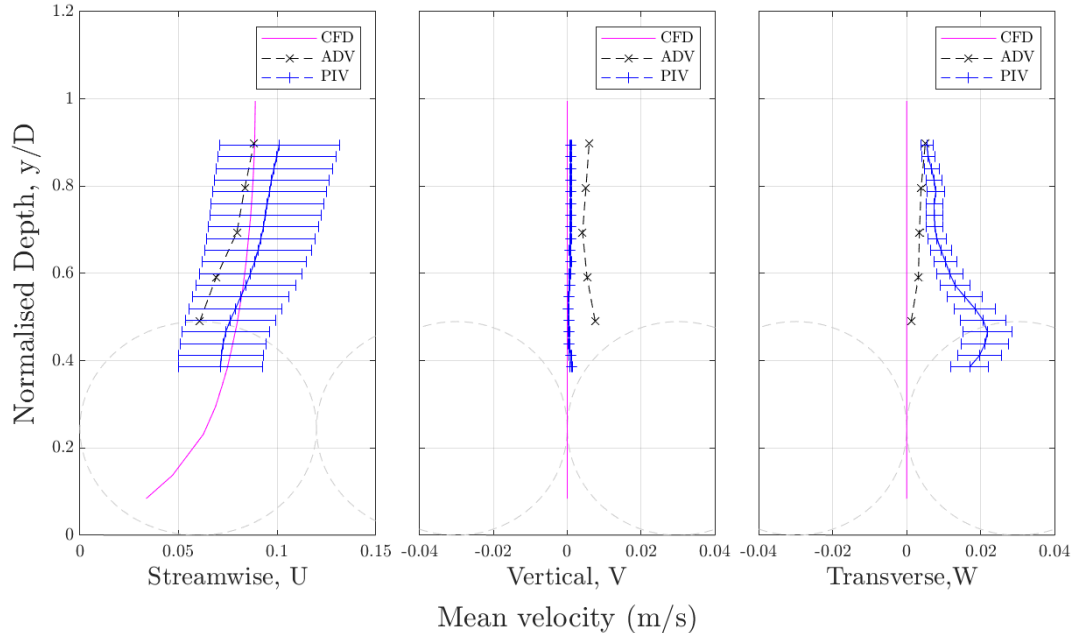 CFD
ADV
PIV
CFD
ADV
PIV
CFD
ADV
PIV
Normalised Depth, y/D
1.2
1
0.8
0.6
0.4
0.2
0
0 0.05 0.1 0.15
-0.04 -0.02 0 0.02 0.04
-0.04 -0.02 0 0.02 0.04
Streamwise, U
Vertical, V
Transverse,W
Mean velocity (m/s)